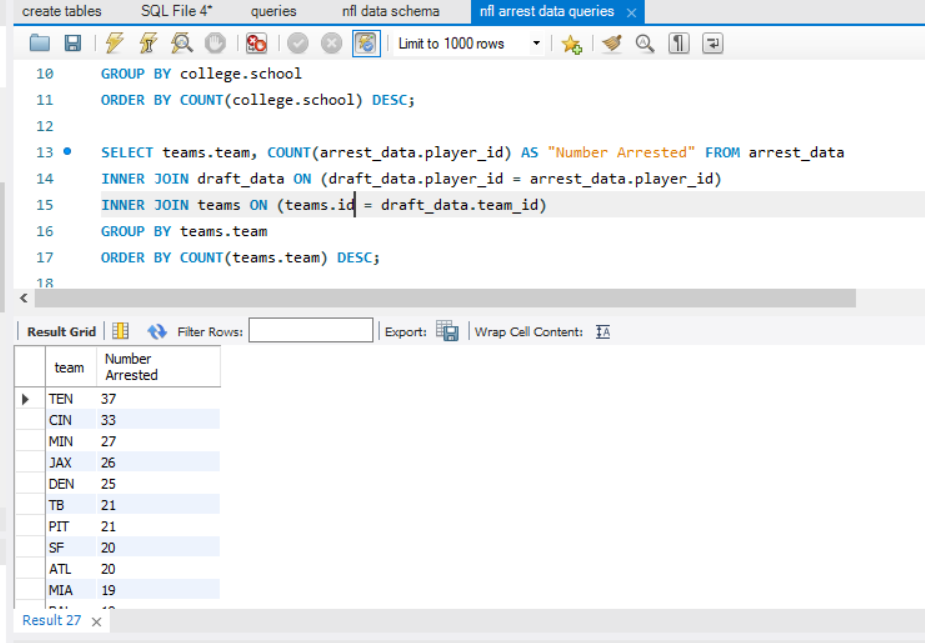 create tables SQL File 4* queries nfl data schema nfl arrest data queries ×
Limit to 1000 rows
10 GROUP BY college.school
11 ORDER BY COUNT(college.school) DESC;
12
13 SELECT teams.team, COUNT(arrest_data.player_id) AS "Number Arrested" FROM arrest_data
14 INNER JOIN draft_data ON (draft_data.player_id = arrest_data.player_id)
15 INNER JOIN teams ON (teams.id = draft_data.team_id)
16 GROUP BY teams.team
17 ORDER BY COUNT(teams.team) DESC;
18
Result Grid Filter Rows: Export: Wrap Cell Content: IA
team Number
Arrested
TEN 37
CIN 33
MIN 27
JAX 26
DEN 25
TB 21
PIT 21
SF 20
ATL 20
MIA 19
Result 27 ×